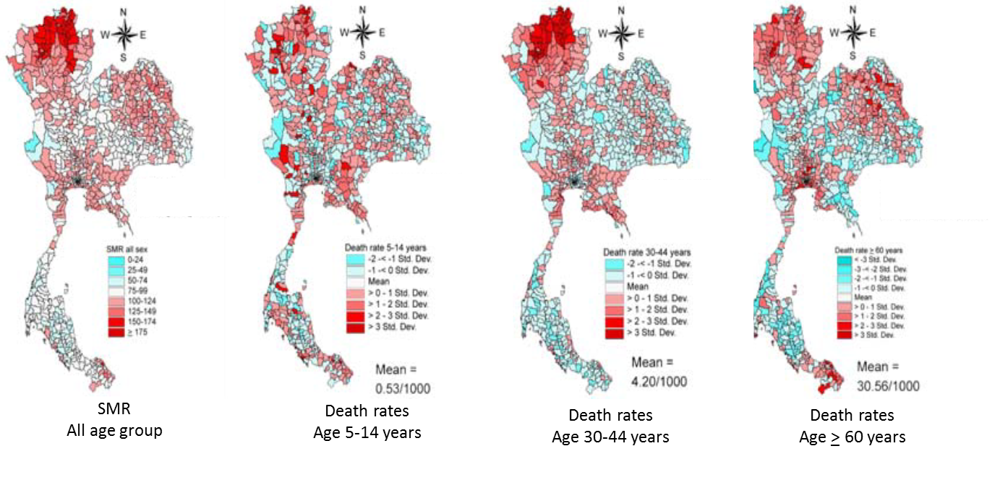 N
W E
S
SMR all sex
0-24
25-49
50-74
75-99
100-124
125-149
150-174
≥ 175
SMR
All age group
N
W E
S
Death rate 5-14 years
-2 -< -1 Std. Dev.
-1 -< 0 Std. Dev.
Mean
> 0 - 1 Std. Dev.
> 1 - 2 Std. Dev.
> 2 - 3 Std. Dev.
> 3 Std. Dev.
Mean =
0.53/1000
Death rates
Age 5-14 years
N
W E
S
Death rate 30-44 years
-2 -< -1 Std. Dev.
-1 -< 0 Std. Dev.
Mean
> 0 - 1 Std. Dev.
> 1 - 2 Std. Dev.
> 2 - 3 Std. Dev.
> 3 Std. Dev.
Mean =
4.20/1000
Death rates
Age 30-44 years
N
W E
S
Death rate ≥ 60 years
< -3 Std. Dev.
-3 -< -2 Std. Dev.
-2 -< -1 Std. Dev.
-1 -< 0 Std. Dev.
Mean
> 0 - 1 Std. Dev.
> 1 - 2 Std. Dev.
> 2 - 3 Std. Dev.
> 3 Std. Dev.
Mean =
30.56/1000
Death rates
Age ≥ 60 years